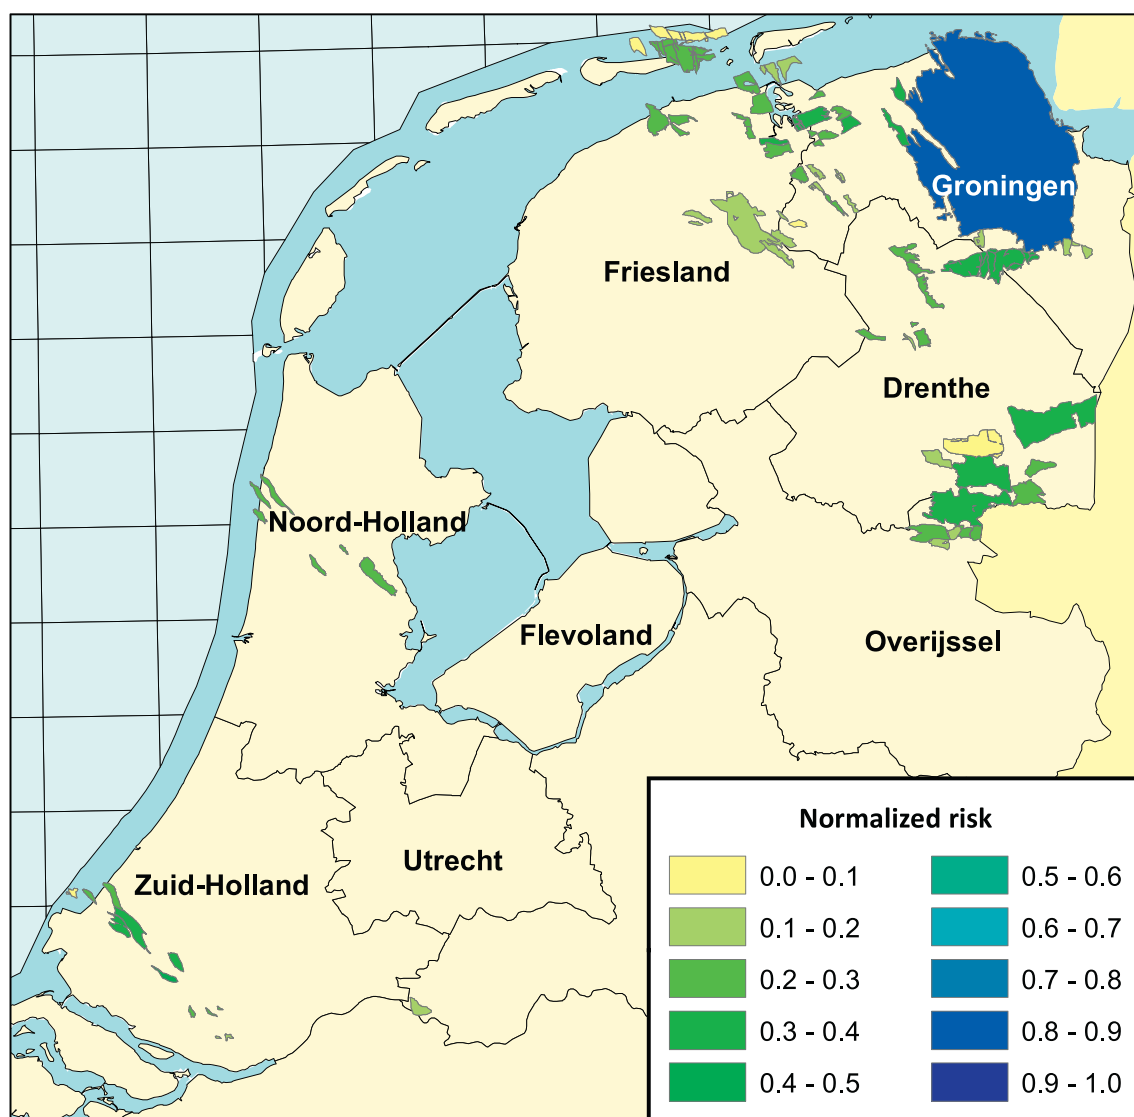 Groningen
Friesland
Drenthe
Noord-Holland
Flevoland
Overijssel
Utrecht
Zuid-Holland
Normalized risk
0.0 - 0.1
0.1 - 0.2
0.2 - 0.3
0.3 - 0.4
0.4 - 0.5
0.5 - 0.6
0.6 - 0.7
0.7 - 0.8
0.8 - 0.9
0.9 - 1.0